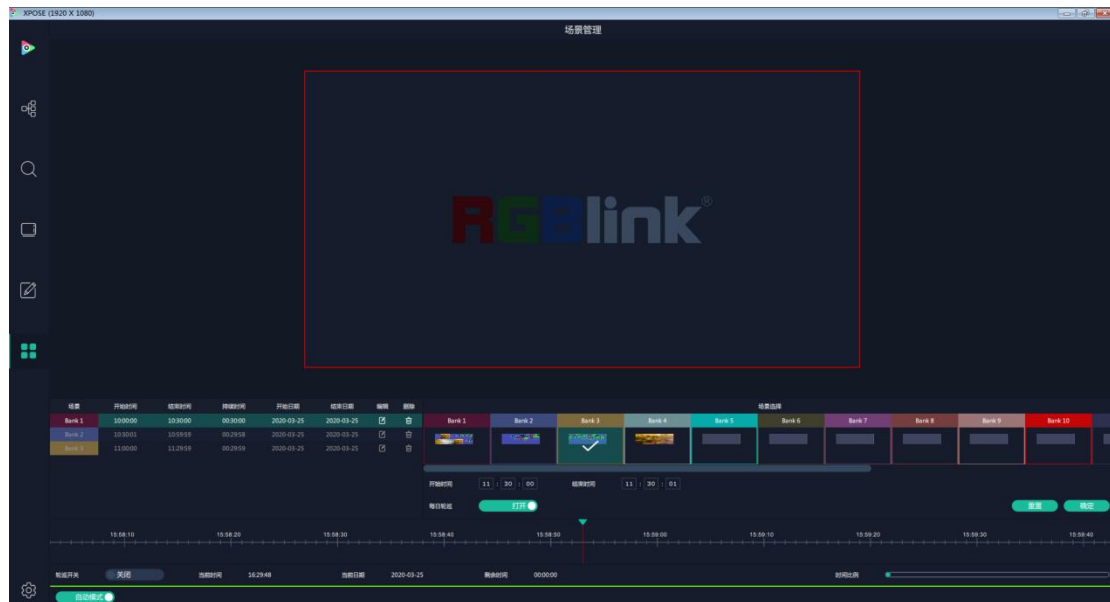 XPOSE (1920 X 1080)
场景管理
RGBlink®
场景 开始时间 结束时间 持续时间 开始日期 结束日期 编辑 删除 场景选择
Bank 1 10:00:00 10:30:00 00:30:00 2020-03-25 2020-03-25
Bank 2 10:30:01 10:59:59 00:29:58 2020-03-25 2020-03-25
Bank 3 11:00:00 11:29:59 00:29:59 2020-03-25 2020-03-25
Bank 1 Bank 2 Bank 3 Bank 4 Bank 5 Bank 6 Bank 7 Bank 8 Bank 9 Bank 10
开始时间 11 : 30 : 00 结束时间 11 : 30 : 01
每日轮巡 打开 重置 确定
15:58:10 15:58:20 15:58:30 15:58:40 15:58:50 15:59:00 15:59:10 15:59:20 15:59:30 15:59:40
轮巡开关 关闭 当前时间 16:29:48 当前日期 2020-03-25 剩余时间 00:00:00 时间比例
自动模式